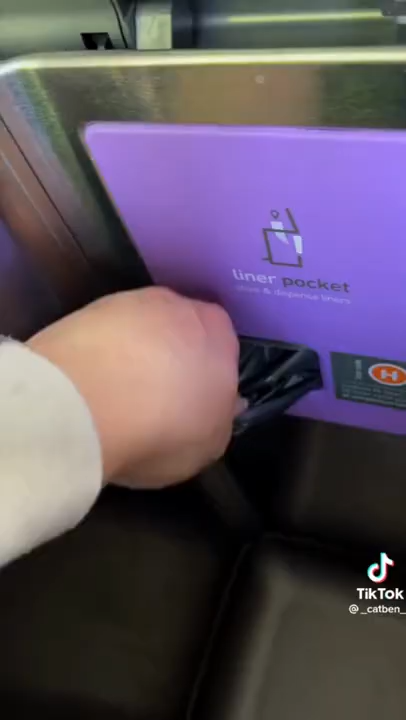 liner pocket
store & dispense liners
H
TikTok
@_catben_